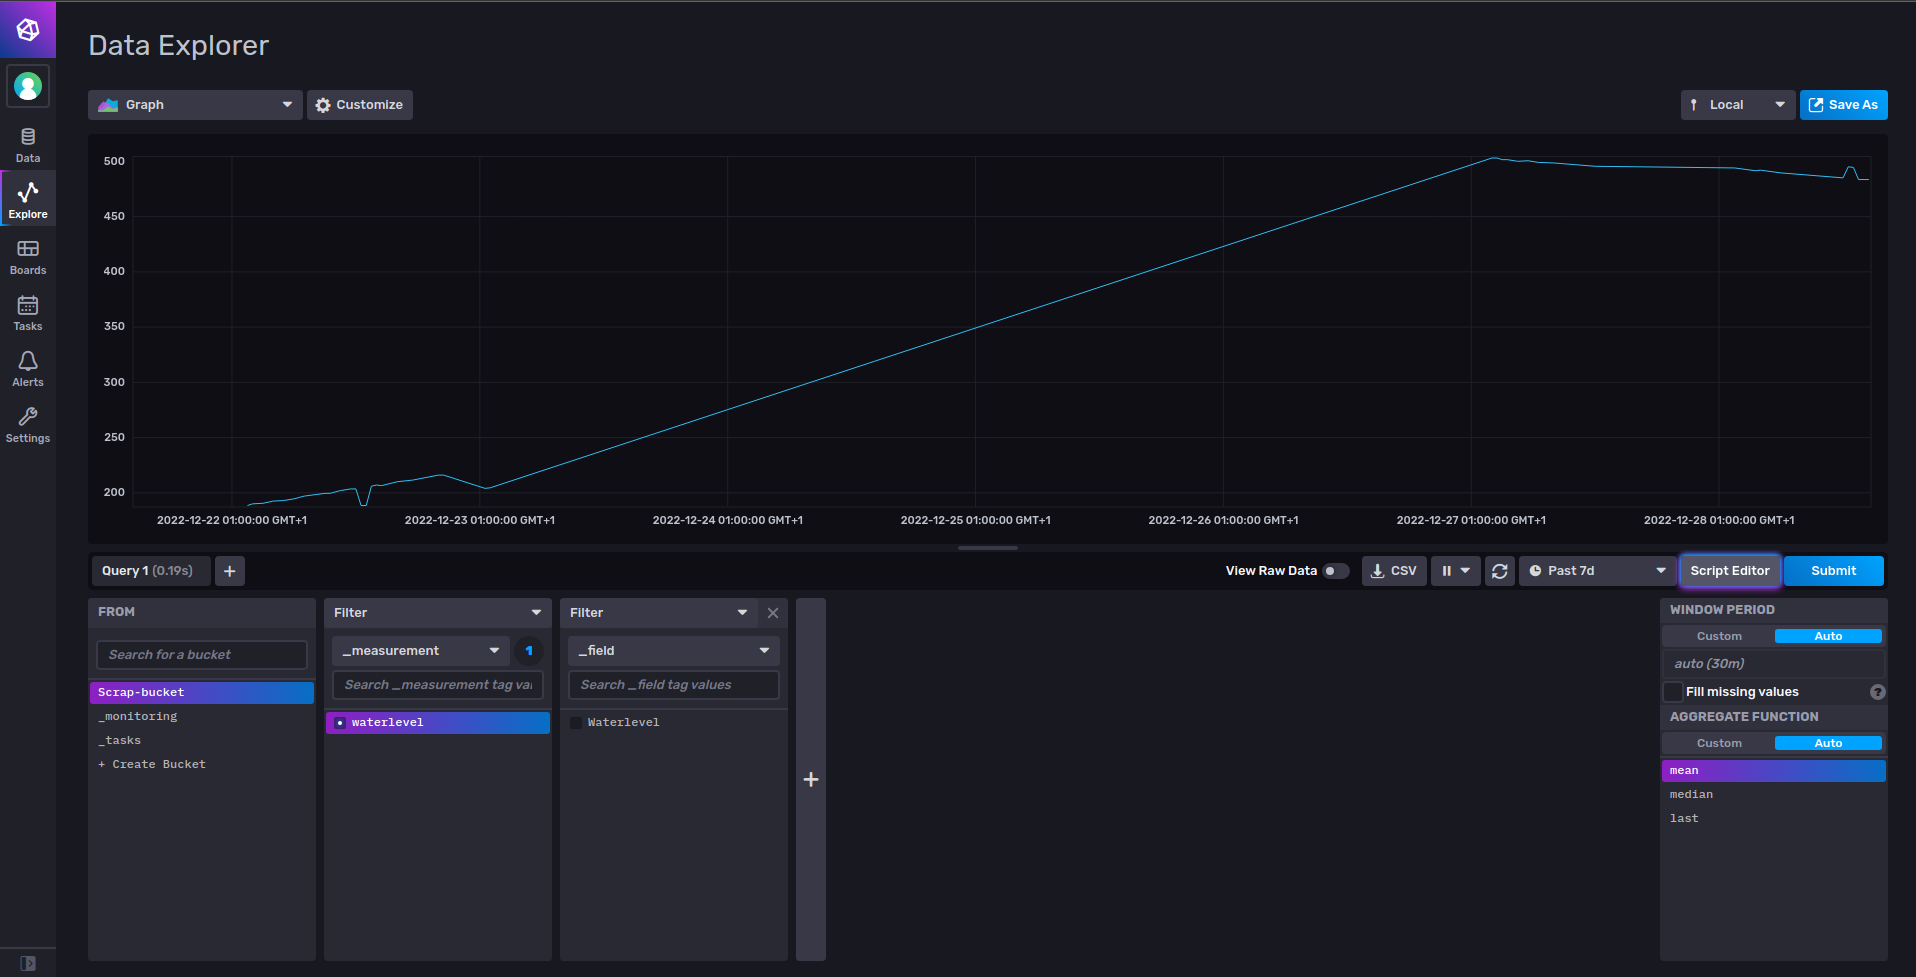 Data Explorer
Graph
Customize
Local
Save As
Data
Explore
Boards
Tasks
Alerts
Settings
500
450
400
350
300
250
200
2022-12-22 01:00:00 GMT+1
2022-12-23 01:00:00 GMT+1
2022-12-24 01:00:00 GMT+1
2022-12-25 01:00:00 GMT+1
2022-12-26 01:00:00 GMT+1
2022-12-27 01:00:00 GMT+1
2022-12-28 01:00:00 GMT+1
Query 1 (0.19s)
+
View Raw Data
CSV
Past 7d
Script Editor
Submit
FROM
Search for a bucket
Scrap-bucket
_monitoring
_tasks
+ Create Bucket
Filter
_measurement
1
Search _measurement tag val
waterlevel
Filter
_field
Search _field tag values
Waterlevel
+
WINDOW PERIOD
Custom
Auto
auto (30m)
Fill missing values
?
AGGREGATE FUNCTION
Custom
Auto
mean
median
last